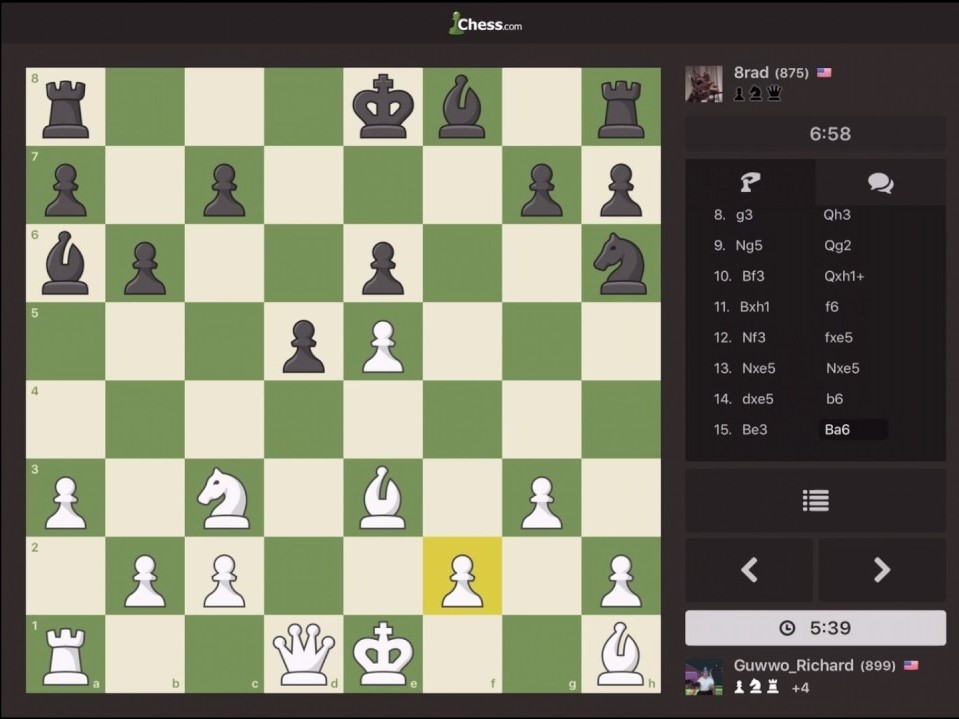 Chess.com
8rad (875)
6:58
8. g3 Qh3
9. Ng5 Qg2
10. Bf3 Qxh1+
11. Bxh1 f6
12. Nf3 fxe5
13. Nxe5 Nxe5
14. dxe5 b6
15. Be3 Ba6
5:39
Guwwo_Richard (899)
+4
8
7
6
5
4
3
2
1
a b c d e f g h